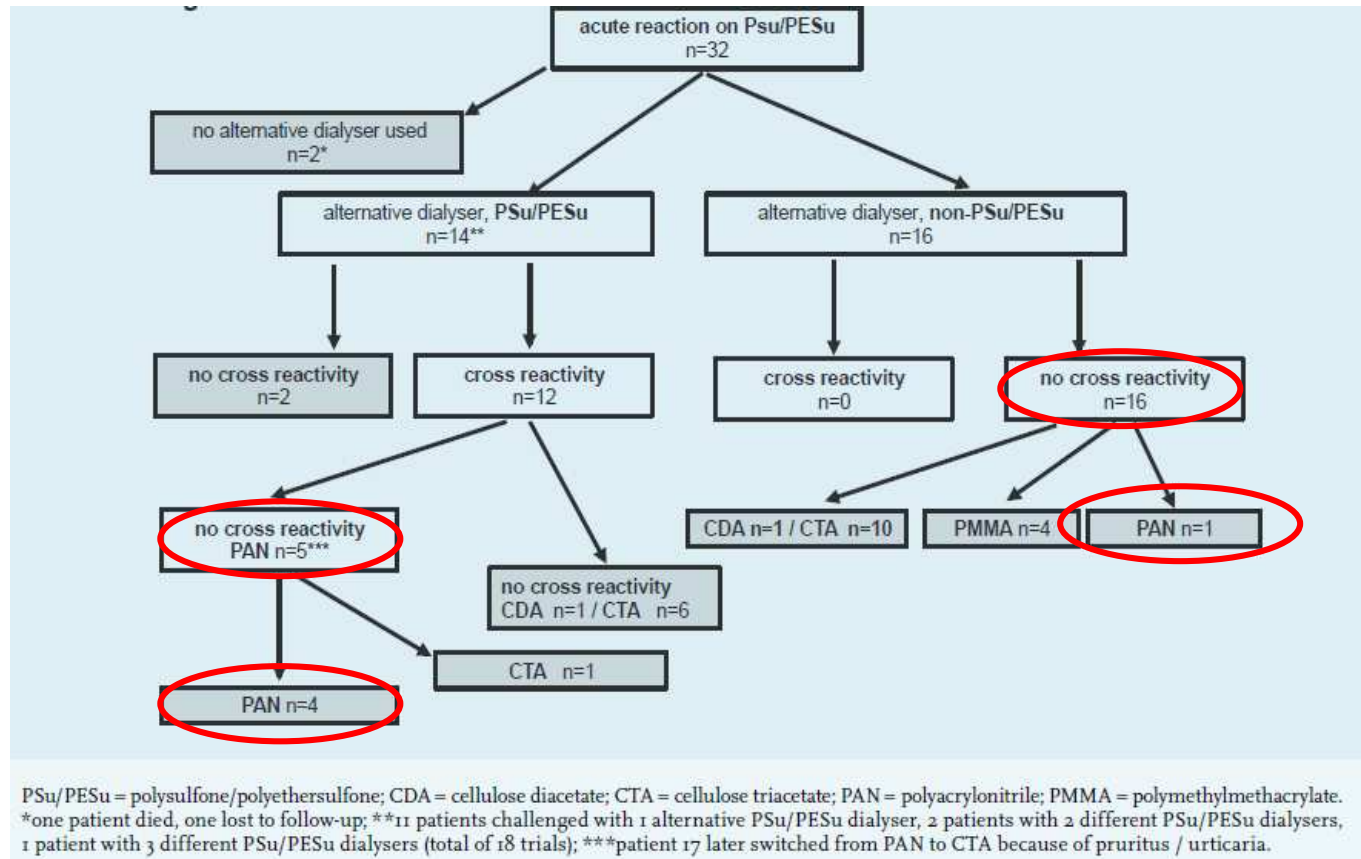 acute reaction on Psu/PESu
n=32
no alternative dialyser used
n=2*
alternative dialyser, PSu/PESu
n=14**
alternative dialyser, non-PSu/PESu
n=16
no cross reactivity
n=2
cross reactivity
n=12
cross reactivity
n=0
no cross reactivity
n=16
no cross reactivity
PAN n=5***
no cross reactivity
CDA n=1 / CTA n=6
CDA n=1 / CTA n=10
PMMA n=4
PAN n=1
CTA n=1
PAN n=4
PSu/PESu = polysulfone/polyethersulfone; CDA = cellulose diacetate; CTA = cellulose triacetate; PAN = polyacrylonitrile; PMMA = polymethylmethacrylate.
*one patient died, one lost to follow-up; **11 patients challenged with 1 alternative PSu/PESu dialyser, 2 patients with 2 different PSu/PESu dialysers,
1 patient with 3 different PSu/PESu dialysers (total of 18 trials); ***patient 17 later switched from PAN to CTA because of pruritus / urticaria.